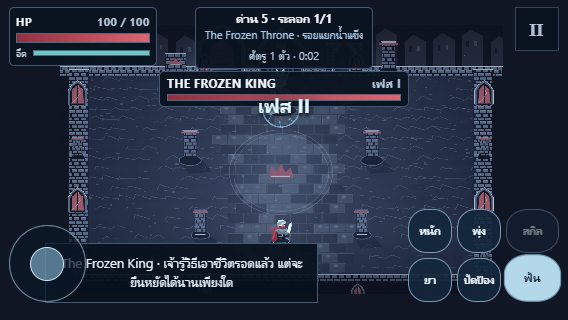 HP 100 / 100
อึด
ด่าน 5 · ระลอก 1/1
The Frozen Throne · รอยแยกน้ำแข็ง
ศัตรู 1 ตัว · 0:02
II
THE FROZEN KING เฟส I
เฟส II
The Frozen King · เจ้ารู้วิธีเอาชีวิตรอดแล้ว แต่จะ
ยืนหยัดได้นานเพียงใด
หนัก
พุ่ง
สกิล
ยา
ปัดป้อง
ฟัน